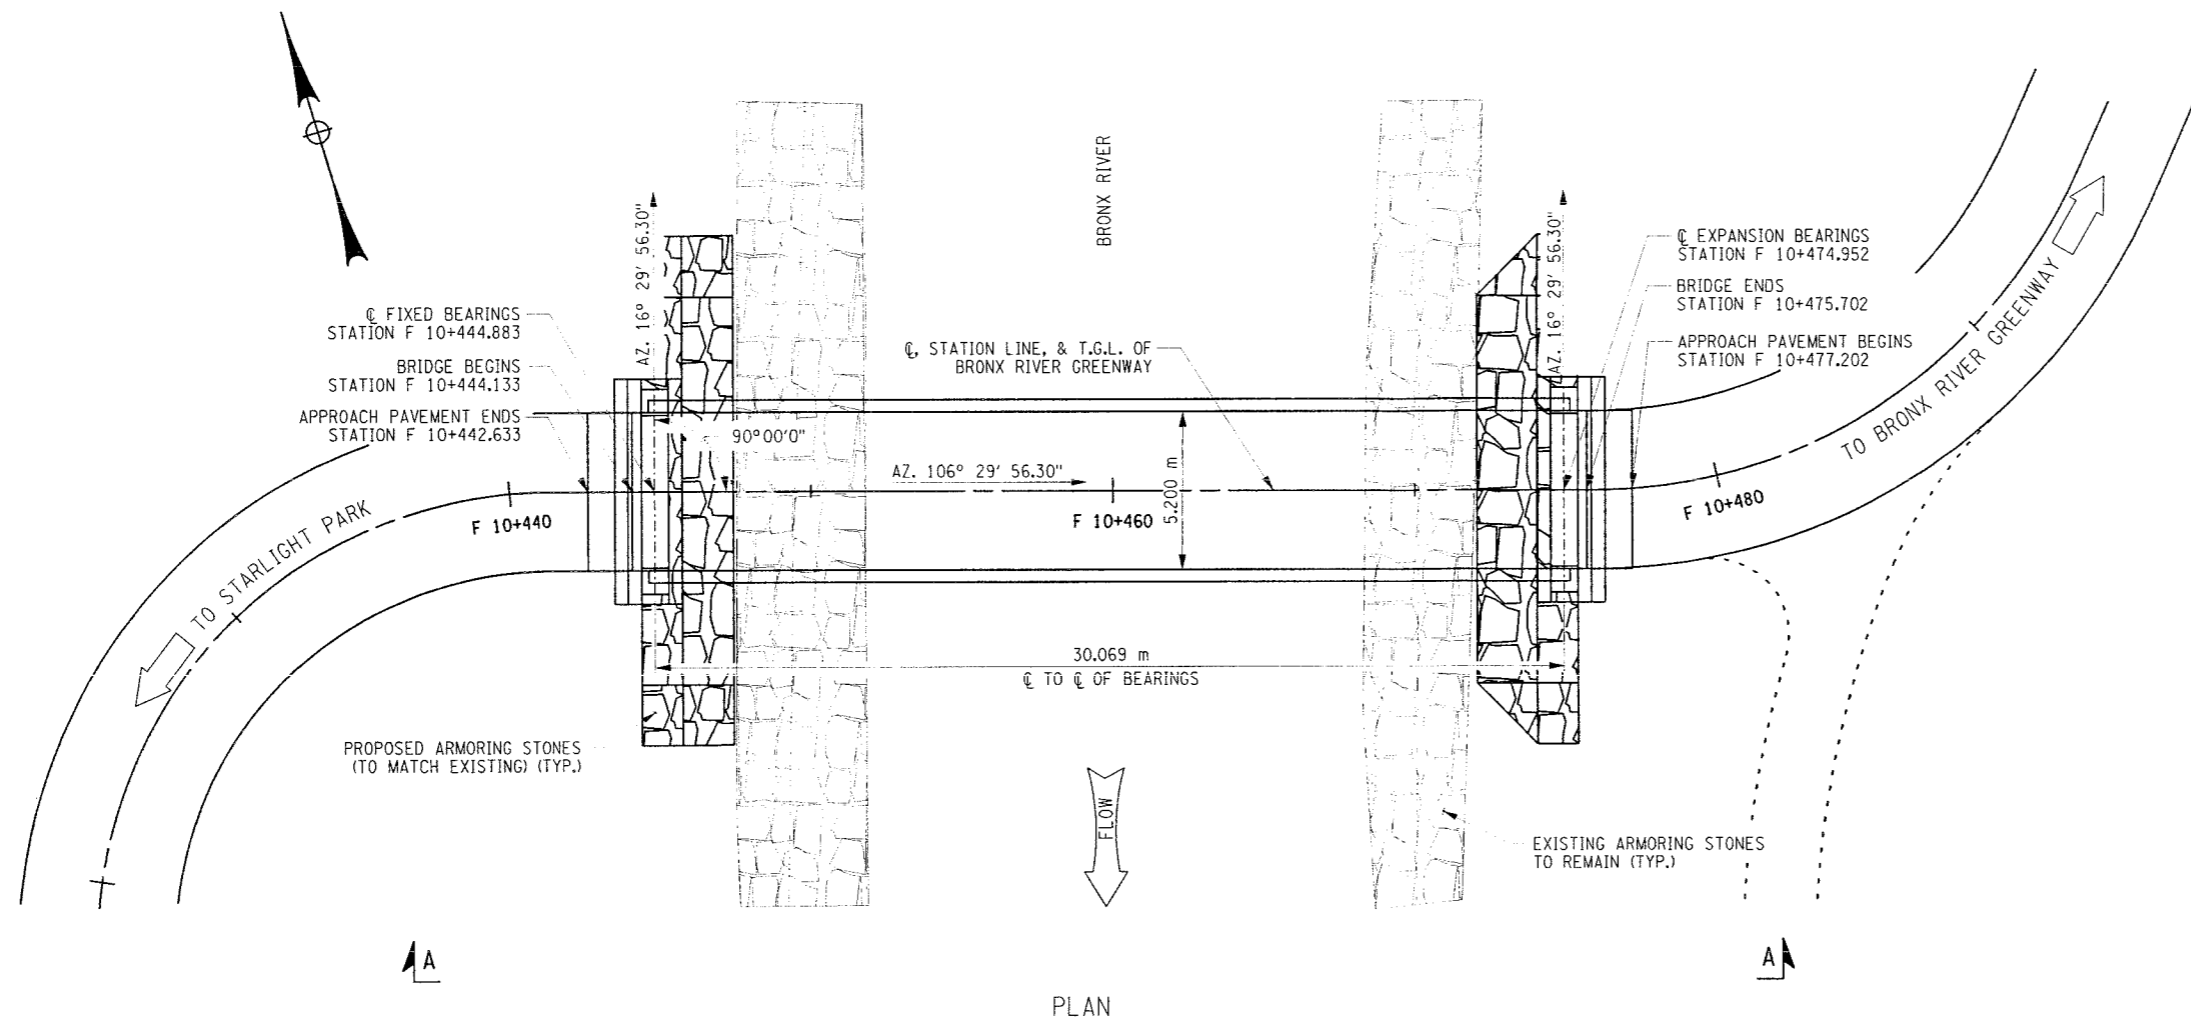 BRONX RIVER
AZ. 16° 29' 56.30"
AZ. 16° 29' 56.30"
℄ FIXED BEARINGS
STATION F 10+444.883
BRIDGE BEGINS
STATION F 10+444.133
APPROACH PAVEMENT ENDS
STATION F 10+442.633
℄, STATION LINE, & T.G.L. OF
BRONX RIVER GREENWAY
℄ EXPANSION BEARINGS
STATION F 10+474.952
BRIDGE ENDS
STATION F 10+475.702
APPROACH PAVEMENT BEGINS
STATION F 10+477.202
90°00'0"
AZ. 106° 29' 56.30"
5.200 m
F 10+440
F 10+460
F 10+480
TO STARLIGHT PARK
TO BRONX RIVER GREENWAY
30.069 m
℄ TO ℄ OF BEARINGS
PROPOSED ARMORING STONES
(TO MATCH EXISTING) (TYP.)
FLOW
EXISTING ARMORING STONES
TO REMAIN (TYP.)
A
A
PLAN